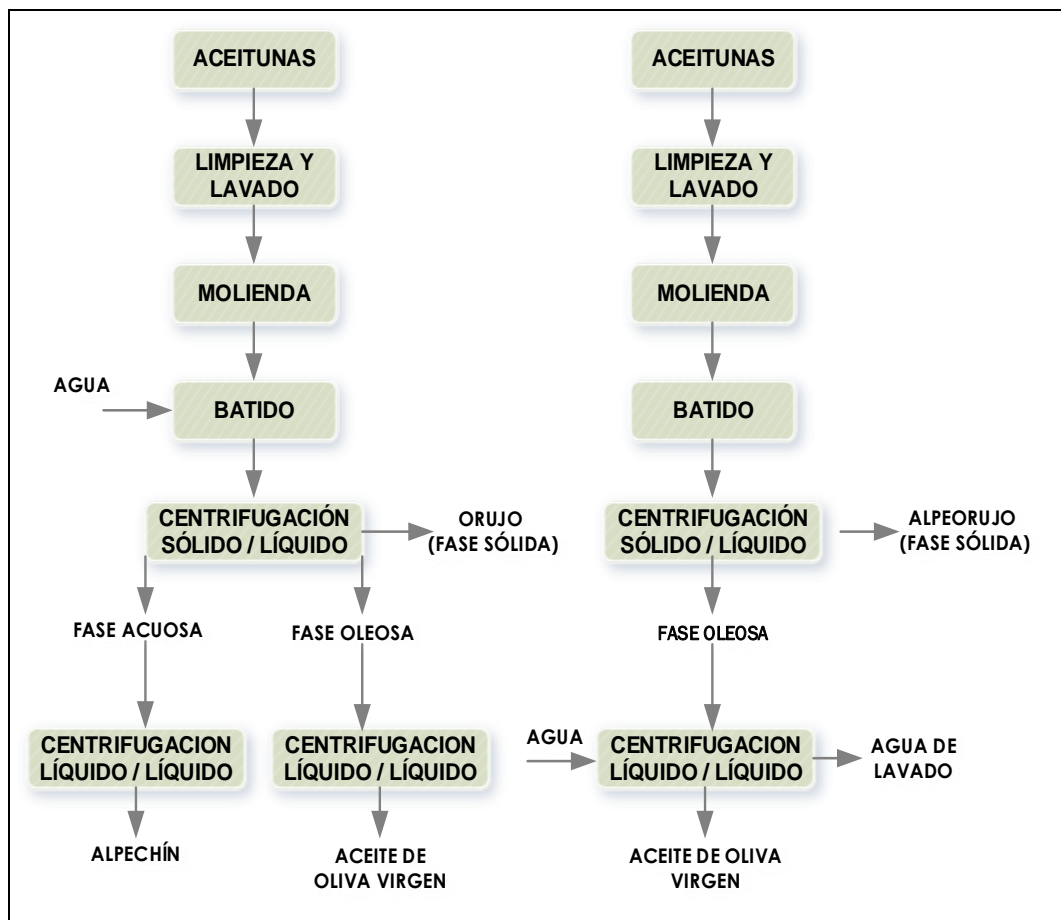 ACEITUNAS
LIMPIEZA Y
LAVADO
MOLIENDA
AGUA
BATIDO
CENTRIFUGACIÓN
SÓLIDO / LÍQUIDO
ORUJO
(FASE SÓLIDA)
FASE ACUOSA
FASE OLEOSA
CENTRIFUGACION
LÍQUIDO / LÍQUIDO
CENTRIFUGACION
LÍQUIDO / LÍQUIDO
ALPECHÍN
ACEITE DE
OLIVA VIRGEN
ACEITUNAS
LIMPIEZA Y
LAVADO
MOLIENDA
BATIDO
CENTRIFUGACIÓN
SÓLIDO / LÍQUIDO
ALPEORUJO
(FASE SÓLIDA)
FASE OLEOSA
AGUA
CENTRIFUGACION
LÍQUIDO / LÍQUIDO
AGUA DE
LAVADO
ACEITE DE OLIVA
VIRGEN